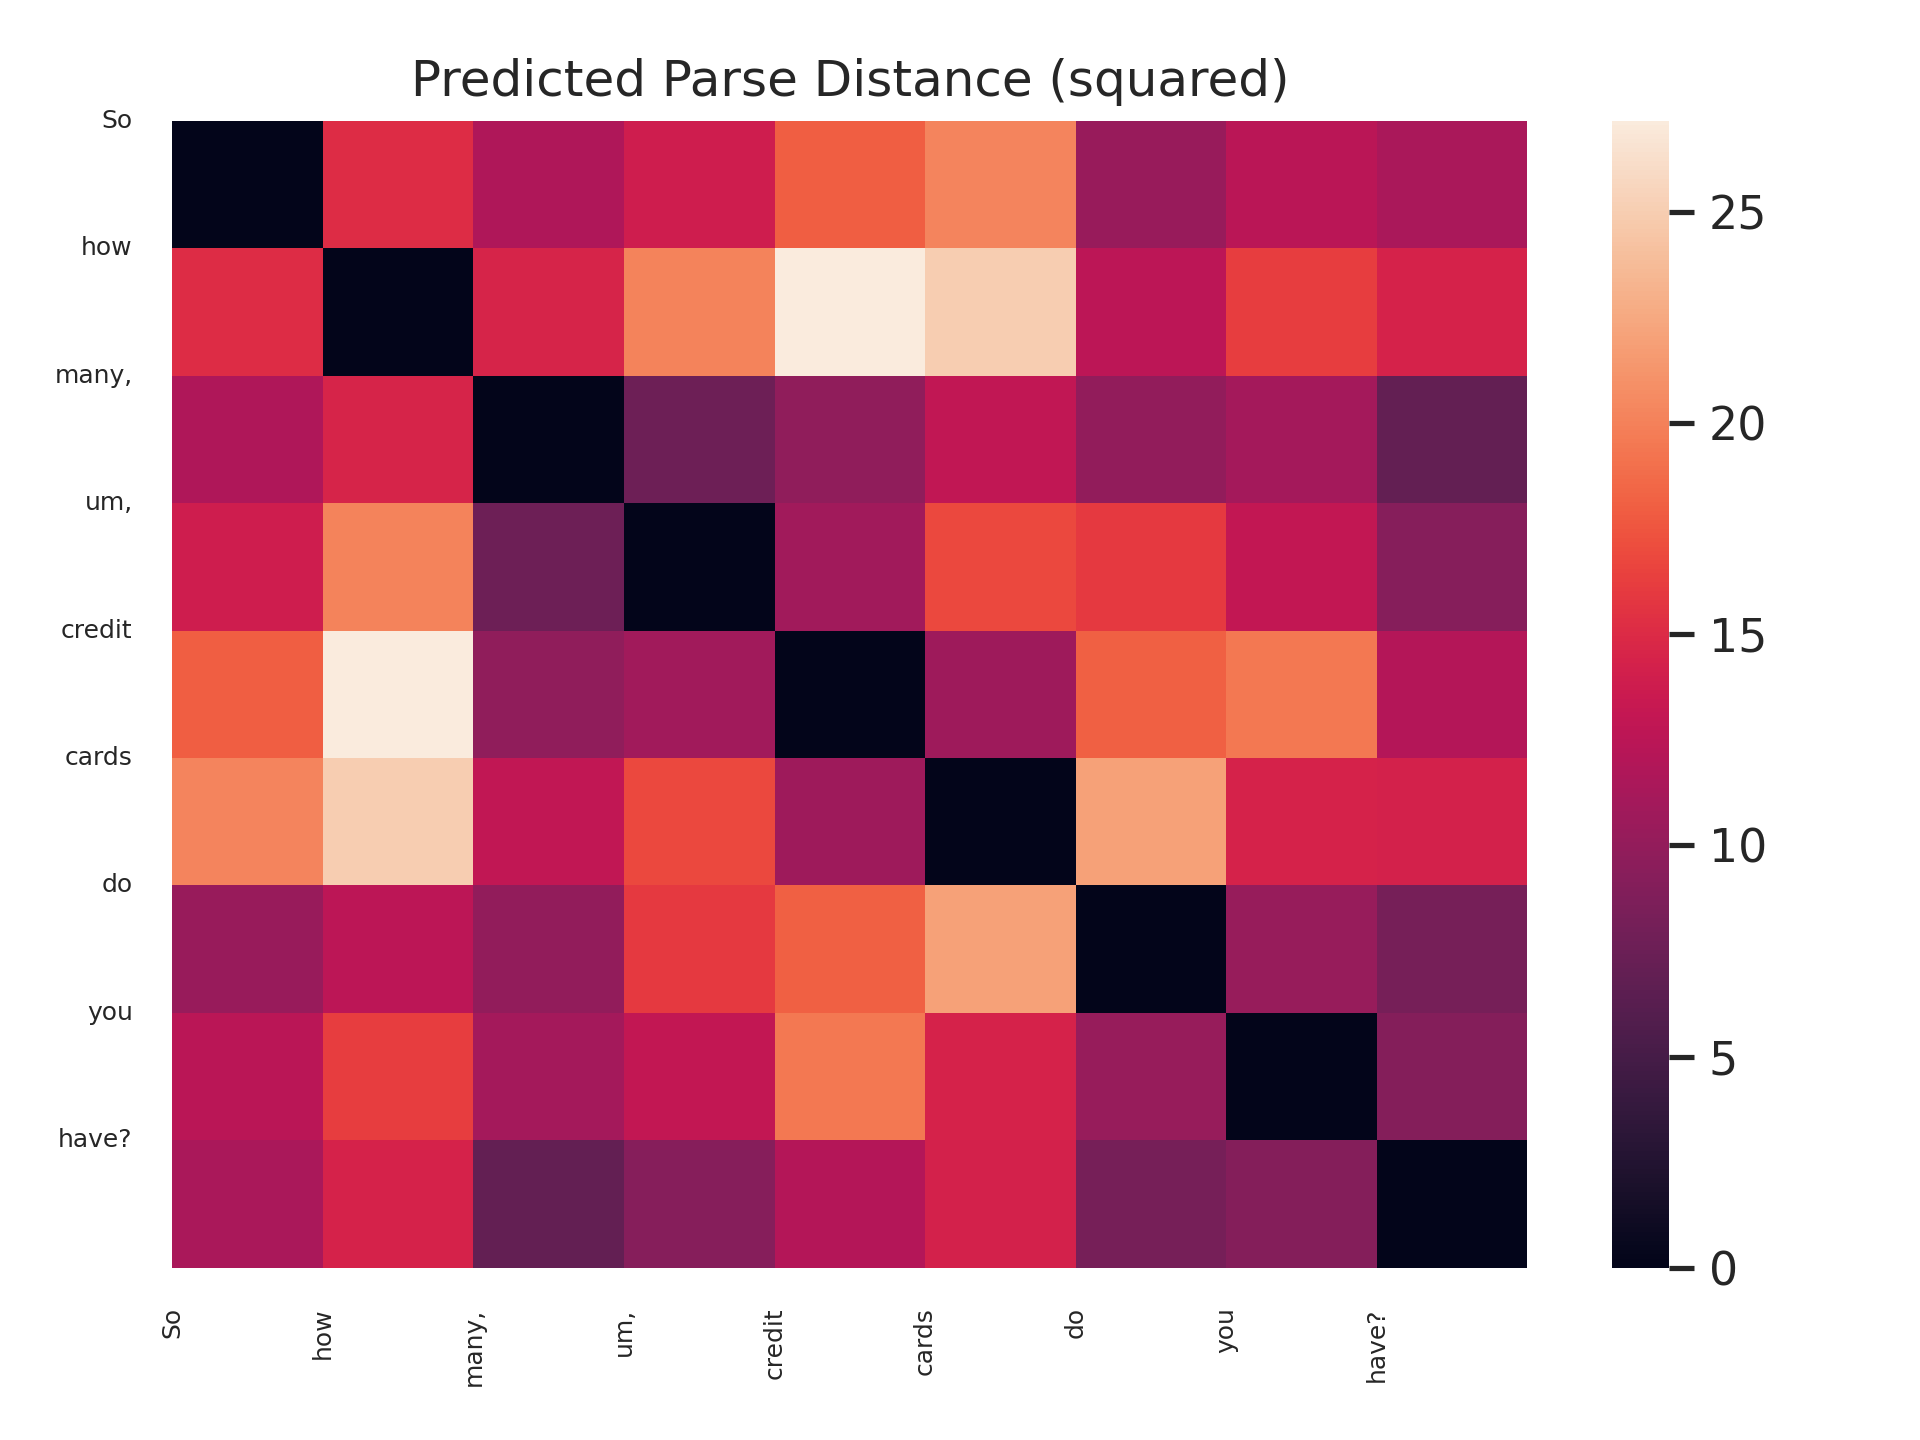 Predicted Parse Distance (squared)
So
how
many,
um,
credit
cards
do
you
have?
So
how
many,
um,
credit
cards
do
you
have?
25
20
15
10
5
0